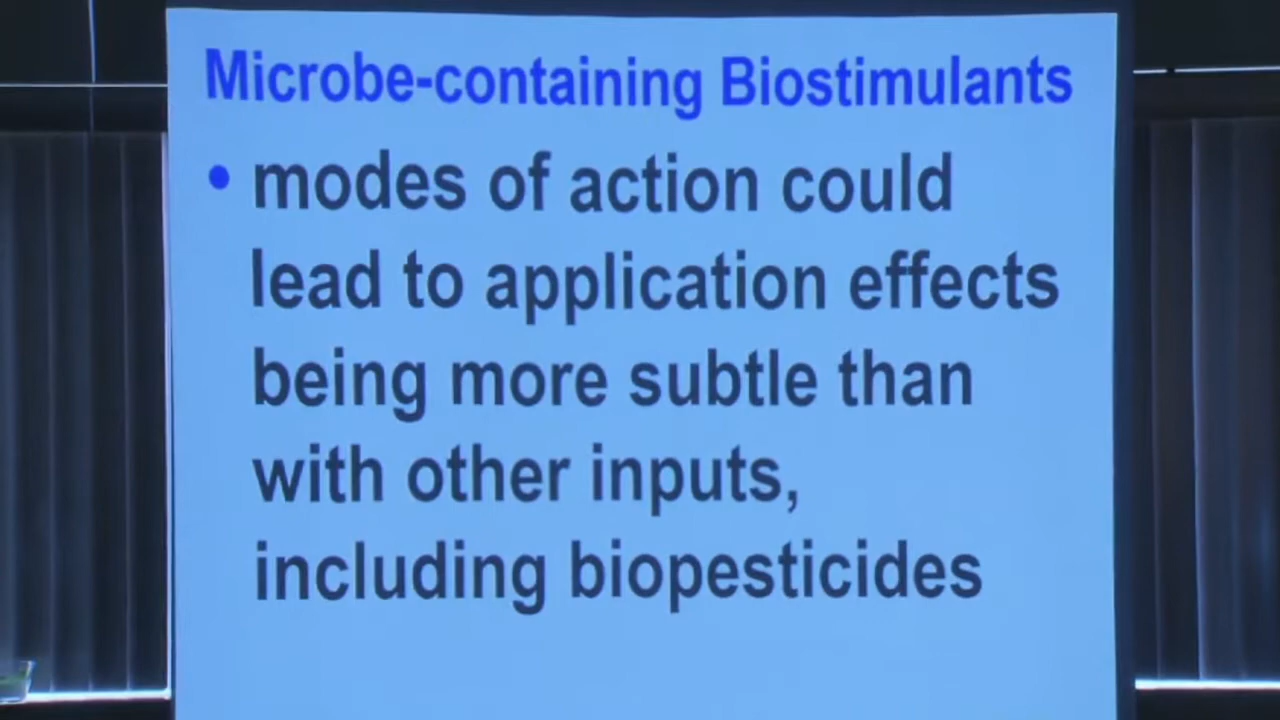 Microbe-containing Biostimulants
• modes of action could
lead to application effects
being more subtle than
with other inputs,
including biopesticides